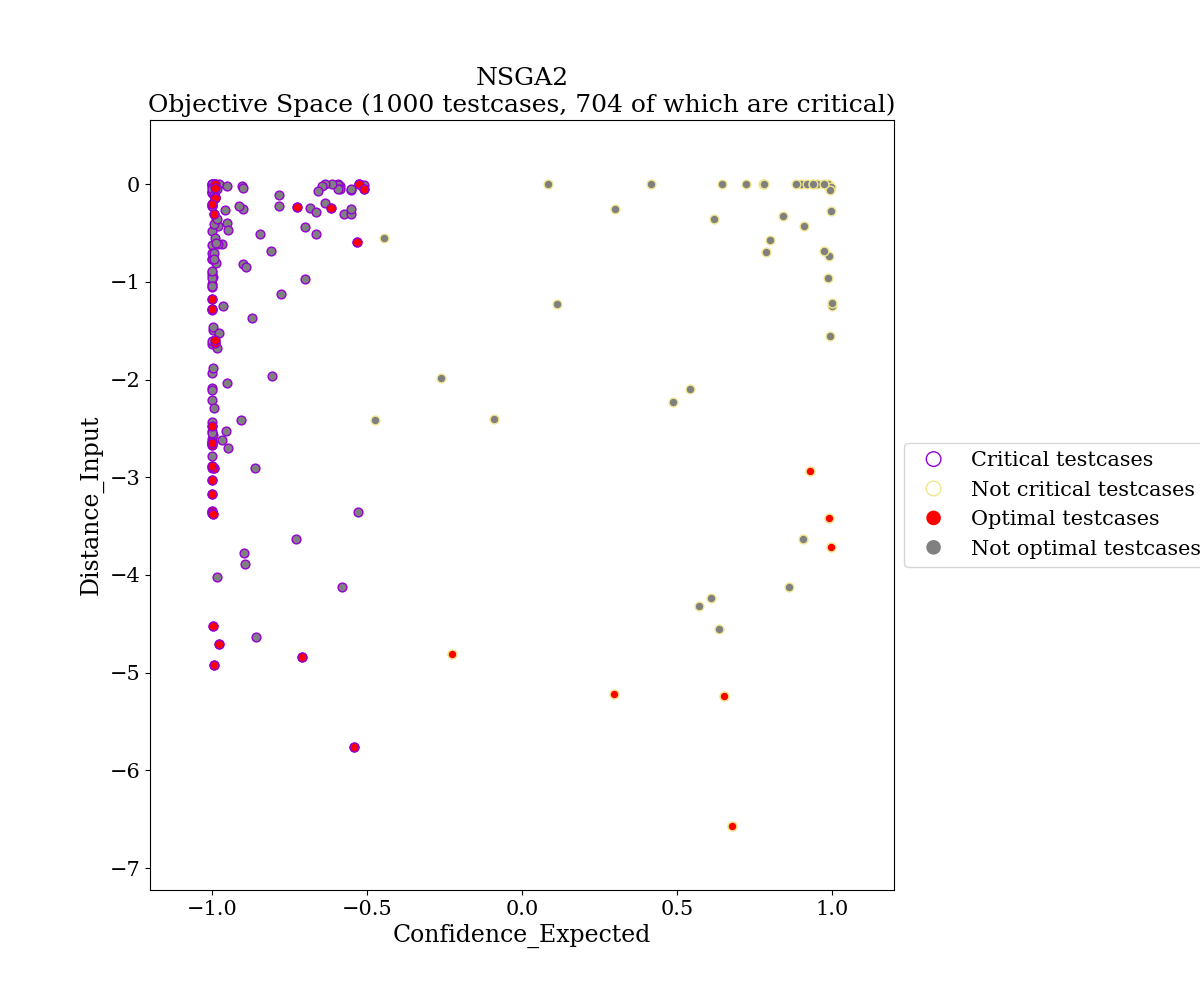 NSGA2
Objective Space (1000 testcases, 704 of which are critical)
0
−1
−2
−3
−4
−5
−6
−7
Distance_Input
−1.0
−0.5
0.0
0.5
1.0
Confidence_Expected
Critical testcases
Not critical testcases
Optimal testcases
Not optimal testcases